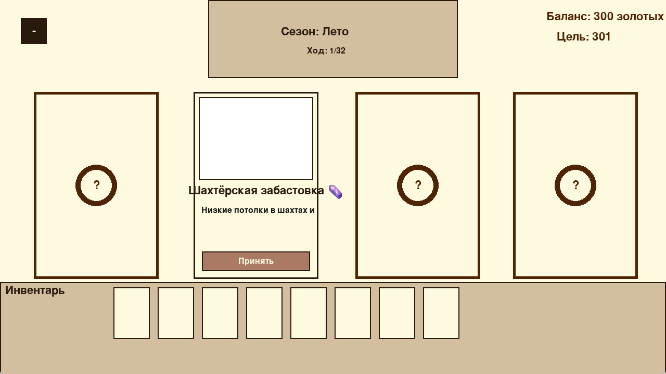 -
Сезон: Лето
Ход: 1/32
Баланс: 300 золотых
Цель: 301
?
Шахтёрская забастовка
Низкие потолки в шахтах и
Принять
?
?
Инвентарь